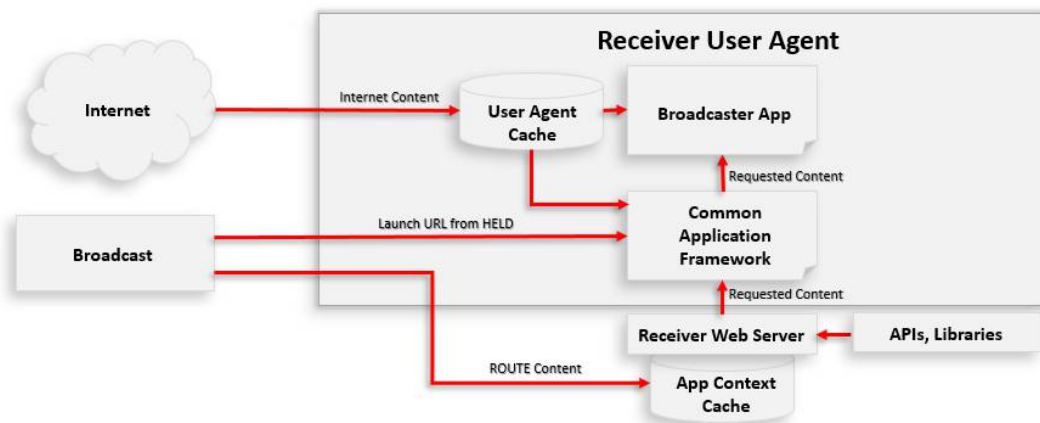 Receiver User Agent
Internet
Internet Content
User Agent
Cache
Broadcaster App
Requested Content
Broadcast
Launch URL from HELD
Common
Application
Framework
Requested Content
Receiver Web Server
APIs, Libraries
ROUTE Content
App Context
Cache